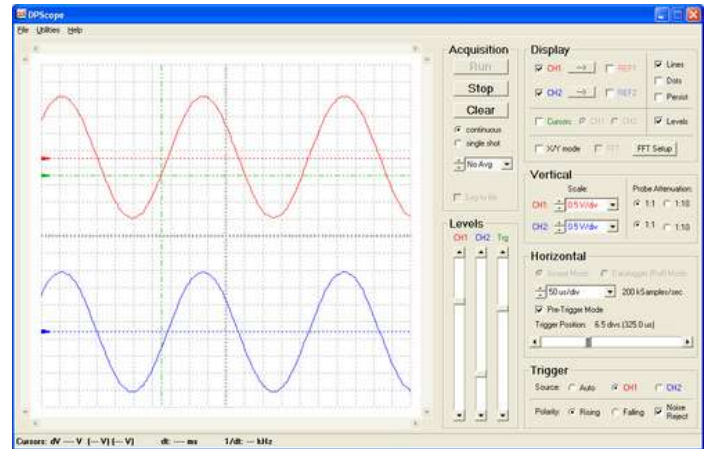 DPScope
File Utilities Help
Acquisition
Run
Stop
Clear
continuous
single shot
No Avg
Log to file
Levels
CH1 CH2 Trg
Display
CH1 --> REF1
CH2 --> REF2
Lines
Dots
Persist
Cursors CH1 CH2
Levels
X/Y mode FFT FFT Setup
Vertical
Scale: Probe Attenuation:
CH1: 0.5 V/div 1:1 1:10
CH2: 0.5 V/div 1:1 1:10
Horizontal
Scope Mode Datalogger (Roll) Mode
50 us/div 200 kSamples/sec
Pre-Trigger Mode
Trigger Position: 6.5 divs (325.0 us)
Trigger
Source: Auto CH1 CH2
Polarity: Rising Falling Noise Reject
Cursors: dV --- V (-- V) (-- V) dt: --- ms 1/dt: -- kHz